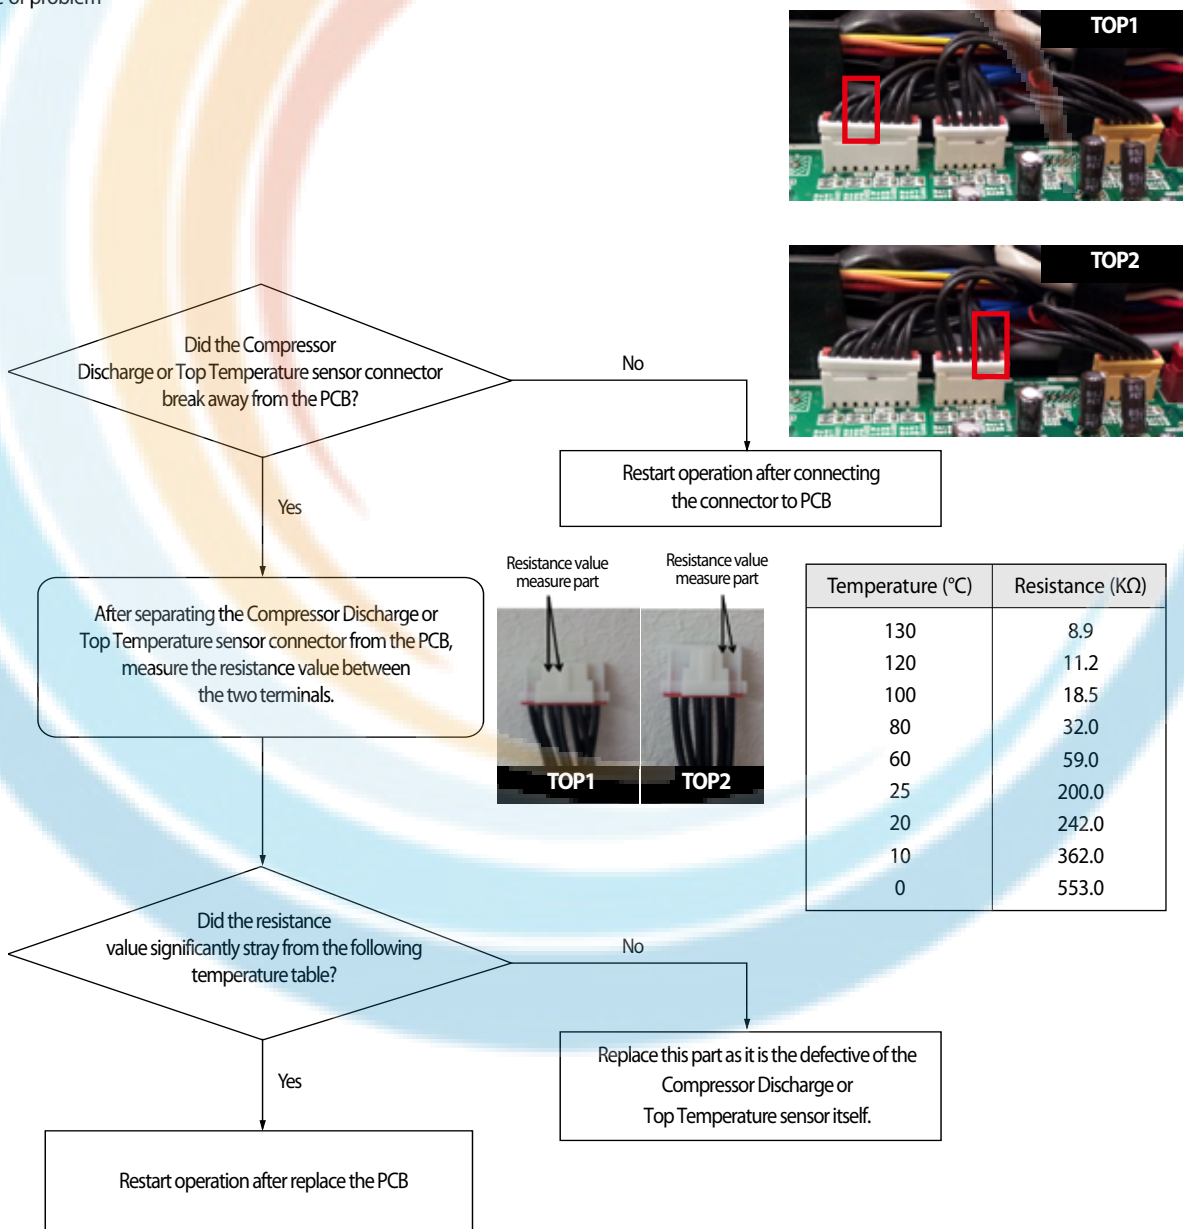 of problem
TOP1
TOP2
Did the Compressor
Discharge or Top Temperature sensor connector
break away from the PCB?
No
Restart operation after connecting
the connector to PCB
Yes
After separating the Compressor Discharge or
Top Temperature sensor connector from the PCB,
measure the resistance value between
the two terminals.
Resistance value
measure part
Resistance value
measure part
TOP1
TOP2
Temperature (°C) Resistance (KΩ)
130 8.9
120 11.2
100 18.5
80 32.0
60 59.0
25 200.0
20 242.0
10 362.0
0 553.0
Did the resistance
value significantly stray from the following
temperature table?
No
Replace this part as it is the defective of the
Compressor Discharge or
Top Temperature sensor itself.
Yes
Restart operation after replace the PCB